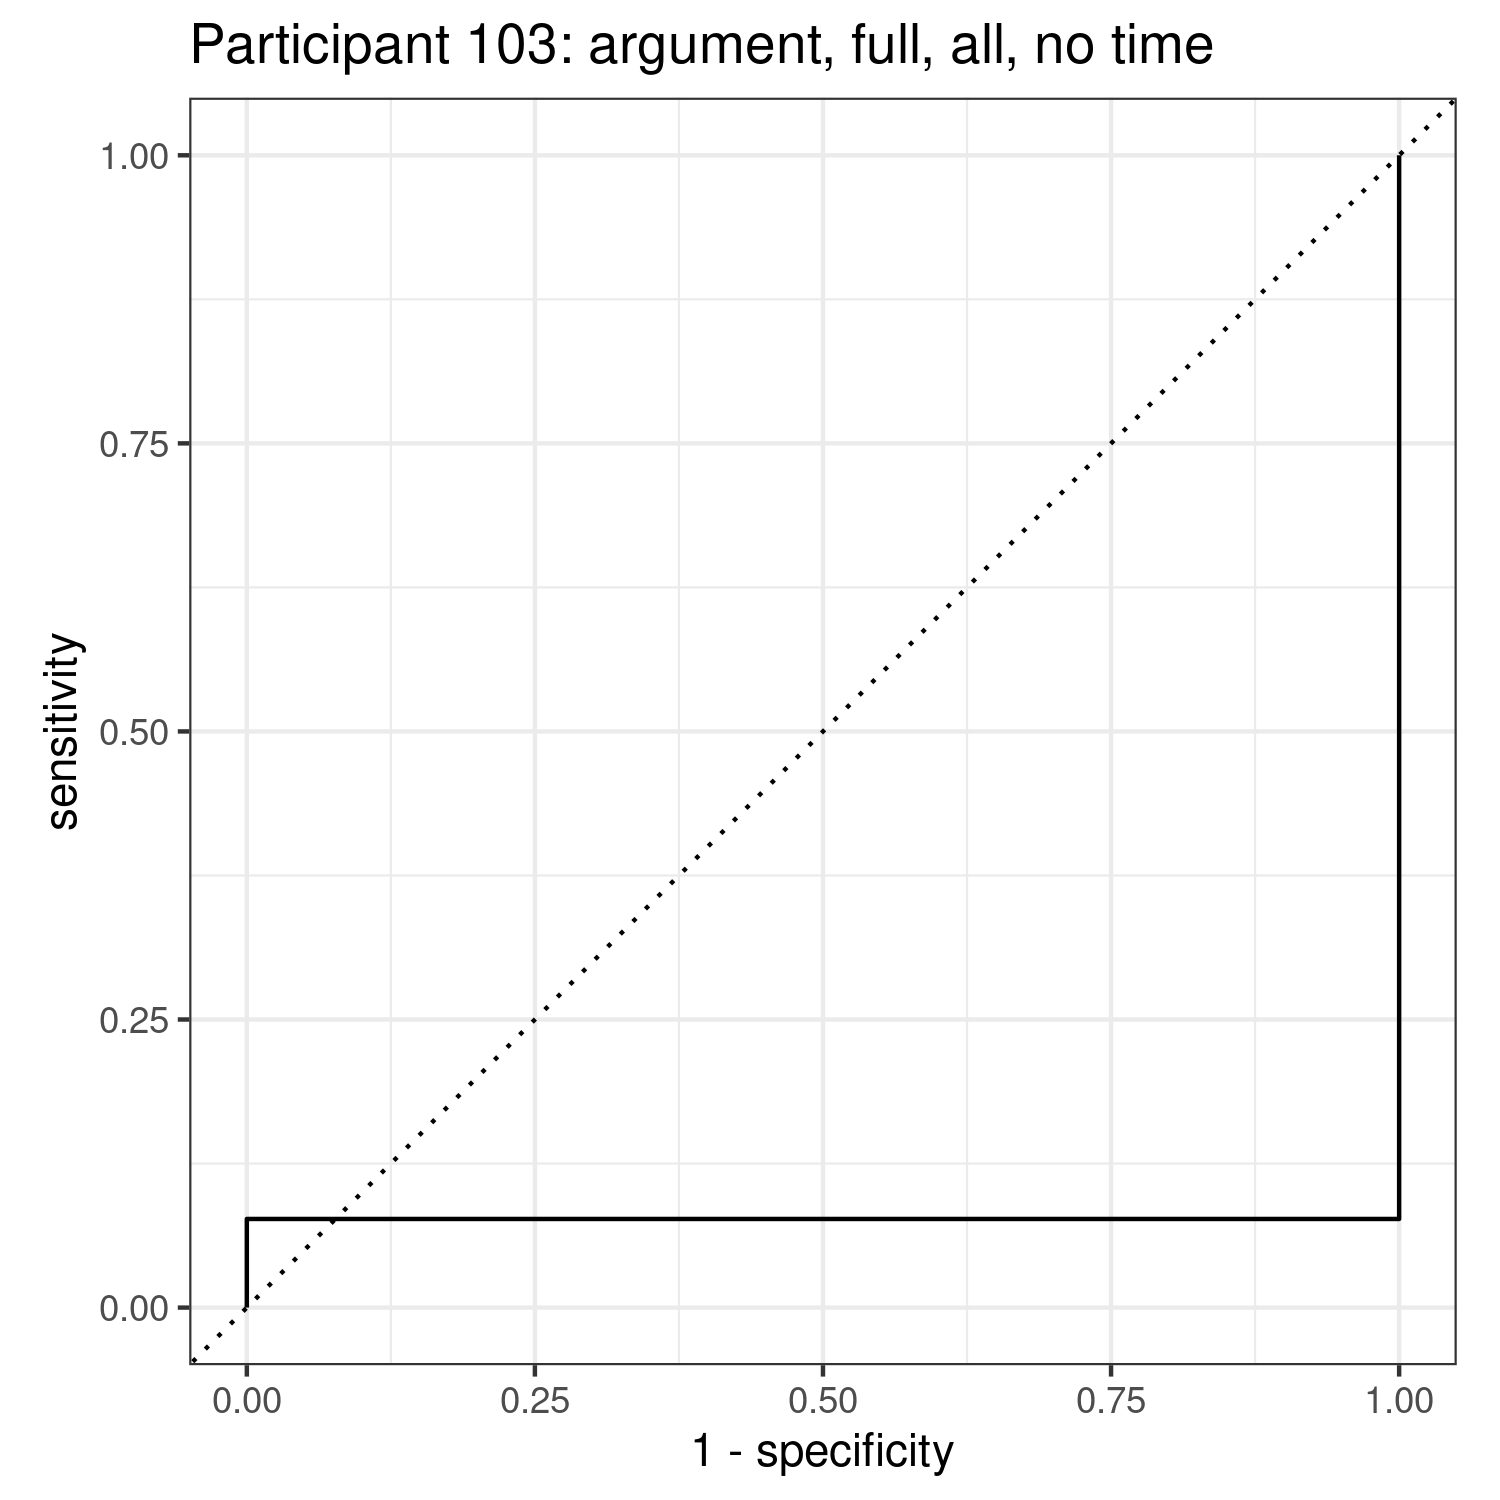 Participant 103: argument, full, all, no time
1.00
0.75
0.50
0.25
0.00
sensitivity
0.00 0.25 0.50 0.75 1.00
1 - specificity